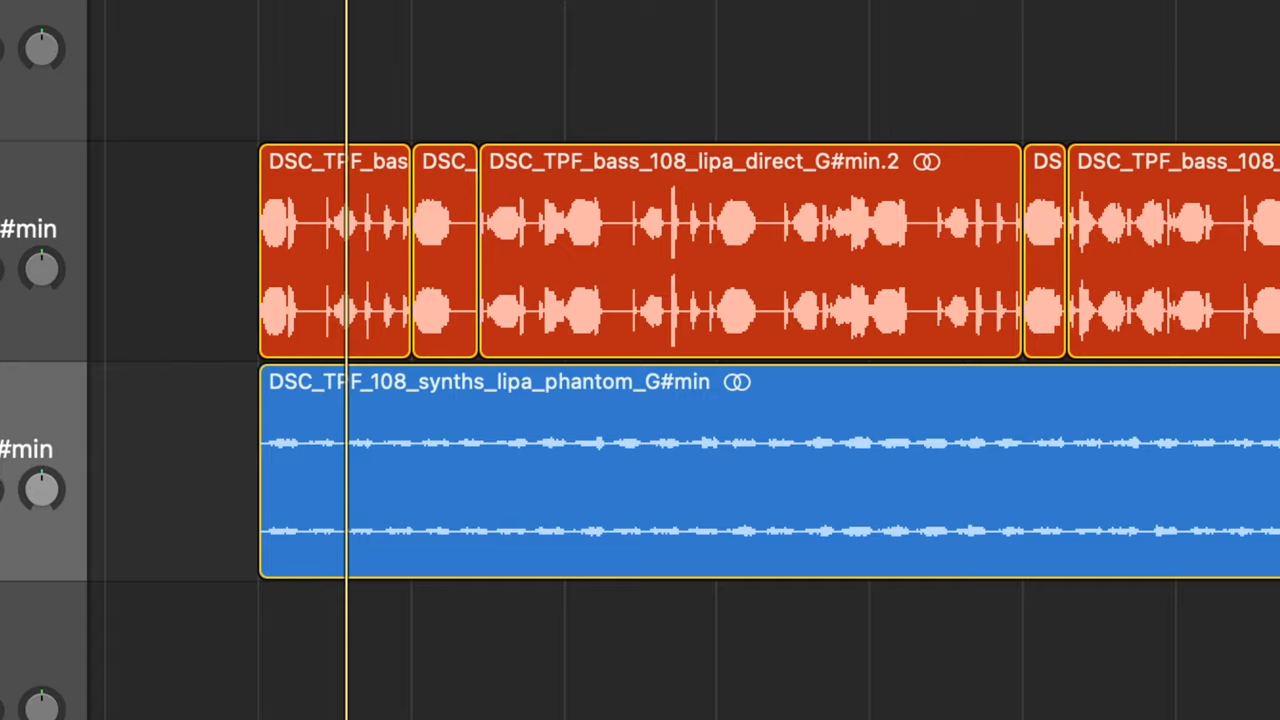 DSC_TPF_bas
DSC_
DSC_TPF_bass_108_lipa_direct_G#min.2
DS
DSC_TPF_bass_108_
#min
DSC_TPF_108_synths_lipa_phantom_G#min
#min